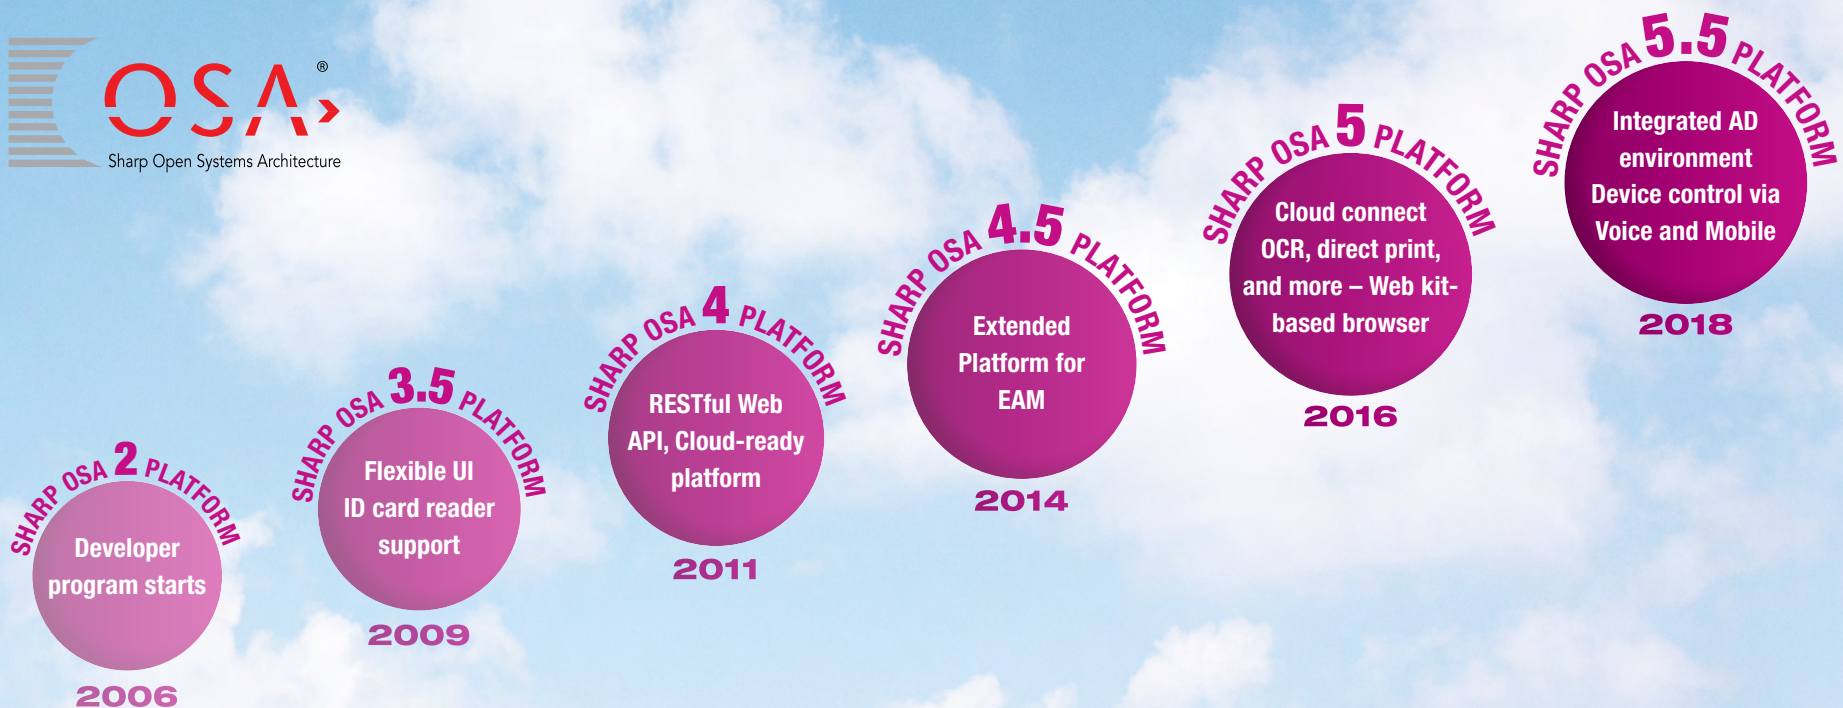 OSA®
Sharp Open Systems Architecture
SHARP OSA 2 PLATFORM
Developer
program starts
2006
SHARP OSA 3.5 PLATFORM
Flexible UI
ID card reader
support
2009
SHARP OSA 4 PLATFORM
RESTful Web
API, Cloud-ready
platform
2011
SHARP OSA 4.5 PLATFORM
Extended
Platform for
EAM
2014
SHARP OSA 5 PLATFORM
Cloud connect
OCR, direct print,
and more – Web kit-
based browser
2016
SHARP OSA 5.5 PLATFORM
Integrated AD
environment
Device control via
Voice and Mobile
2018